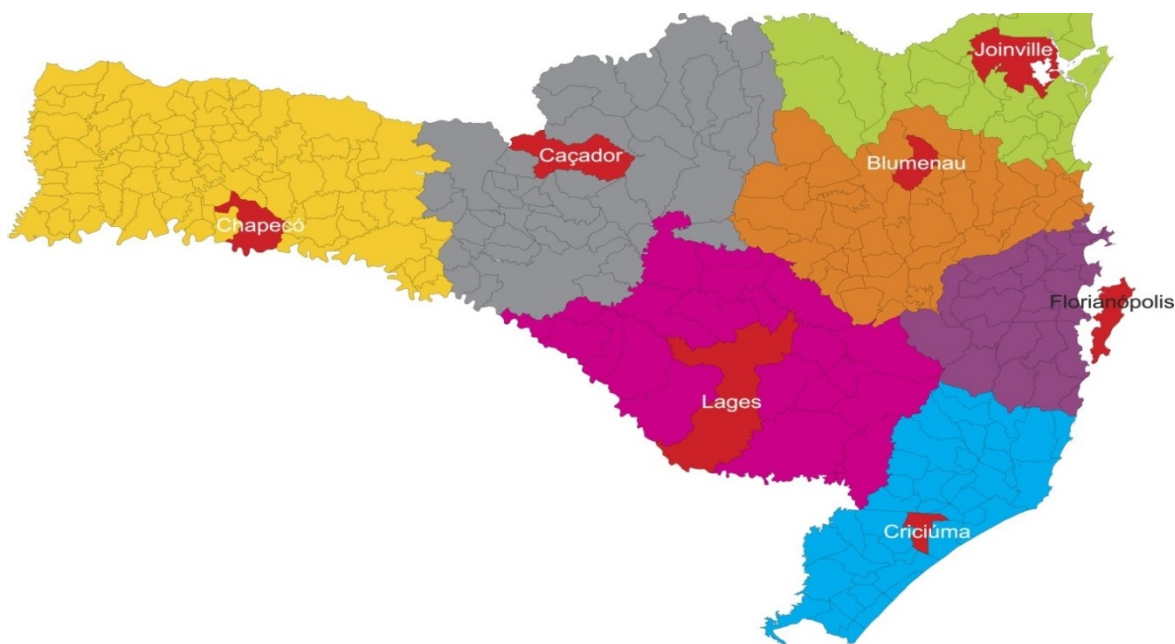 Joinville
Caçador
Blumenau
Chapecó
Florianópolis
Lages
Criciúma